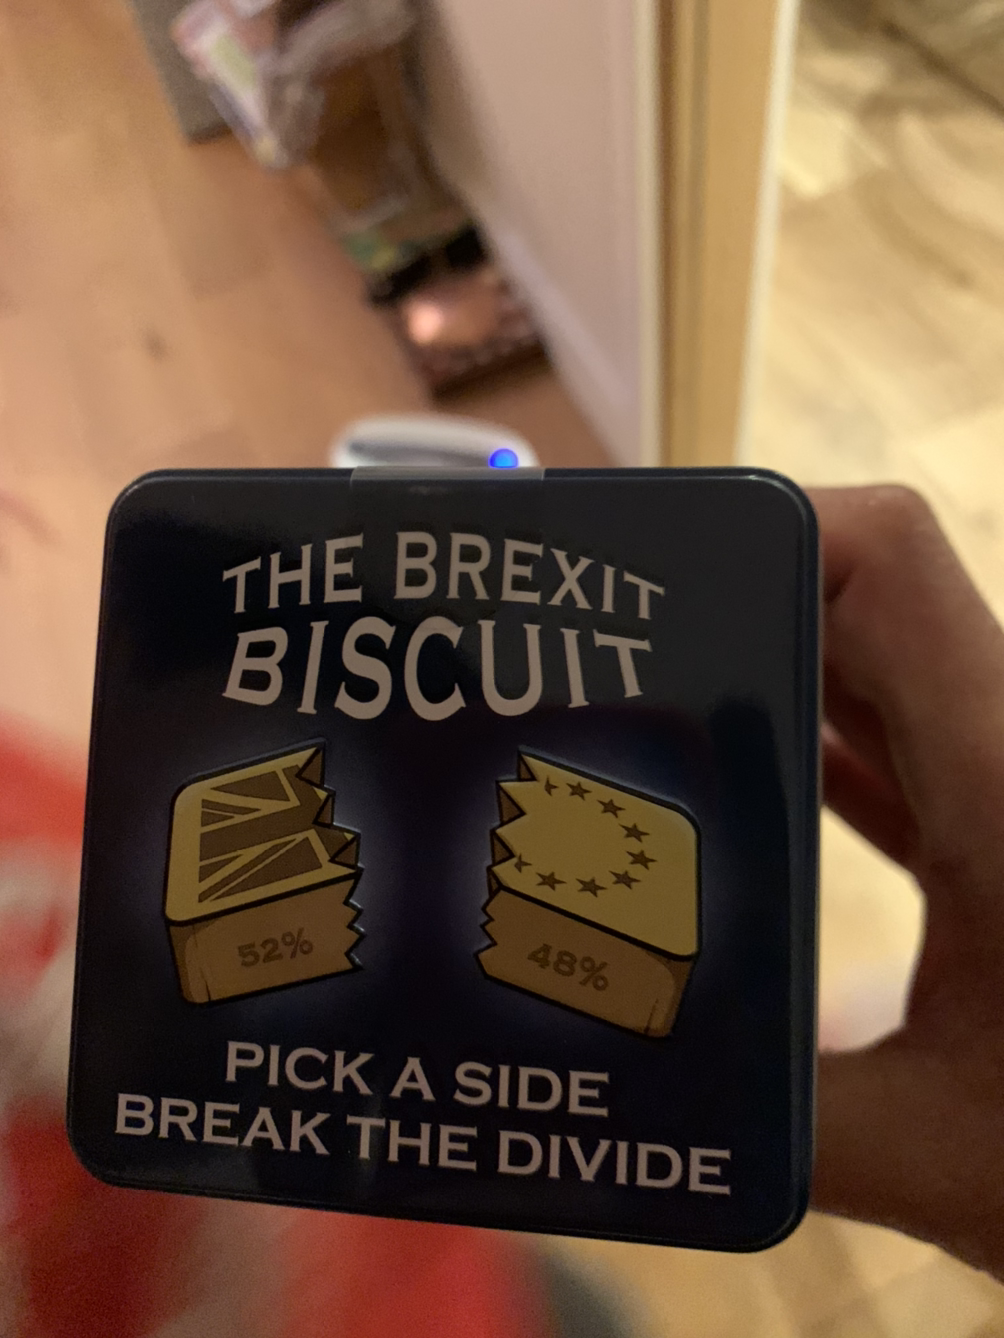 THE BREXIT
BISCUIT
52%
48%
PICK A SIDE
BREAK THE DIVIDE